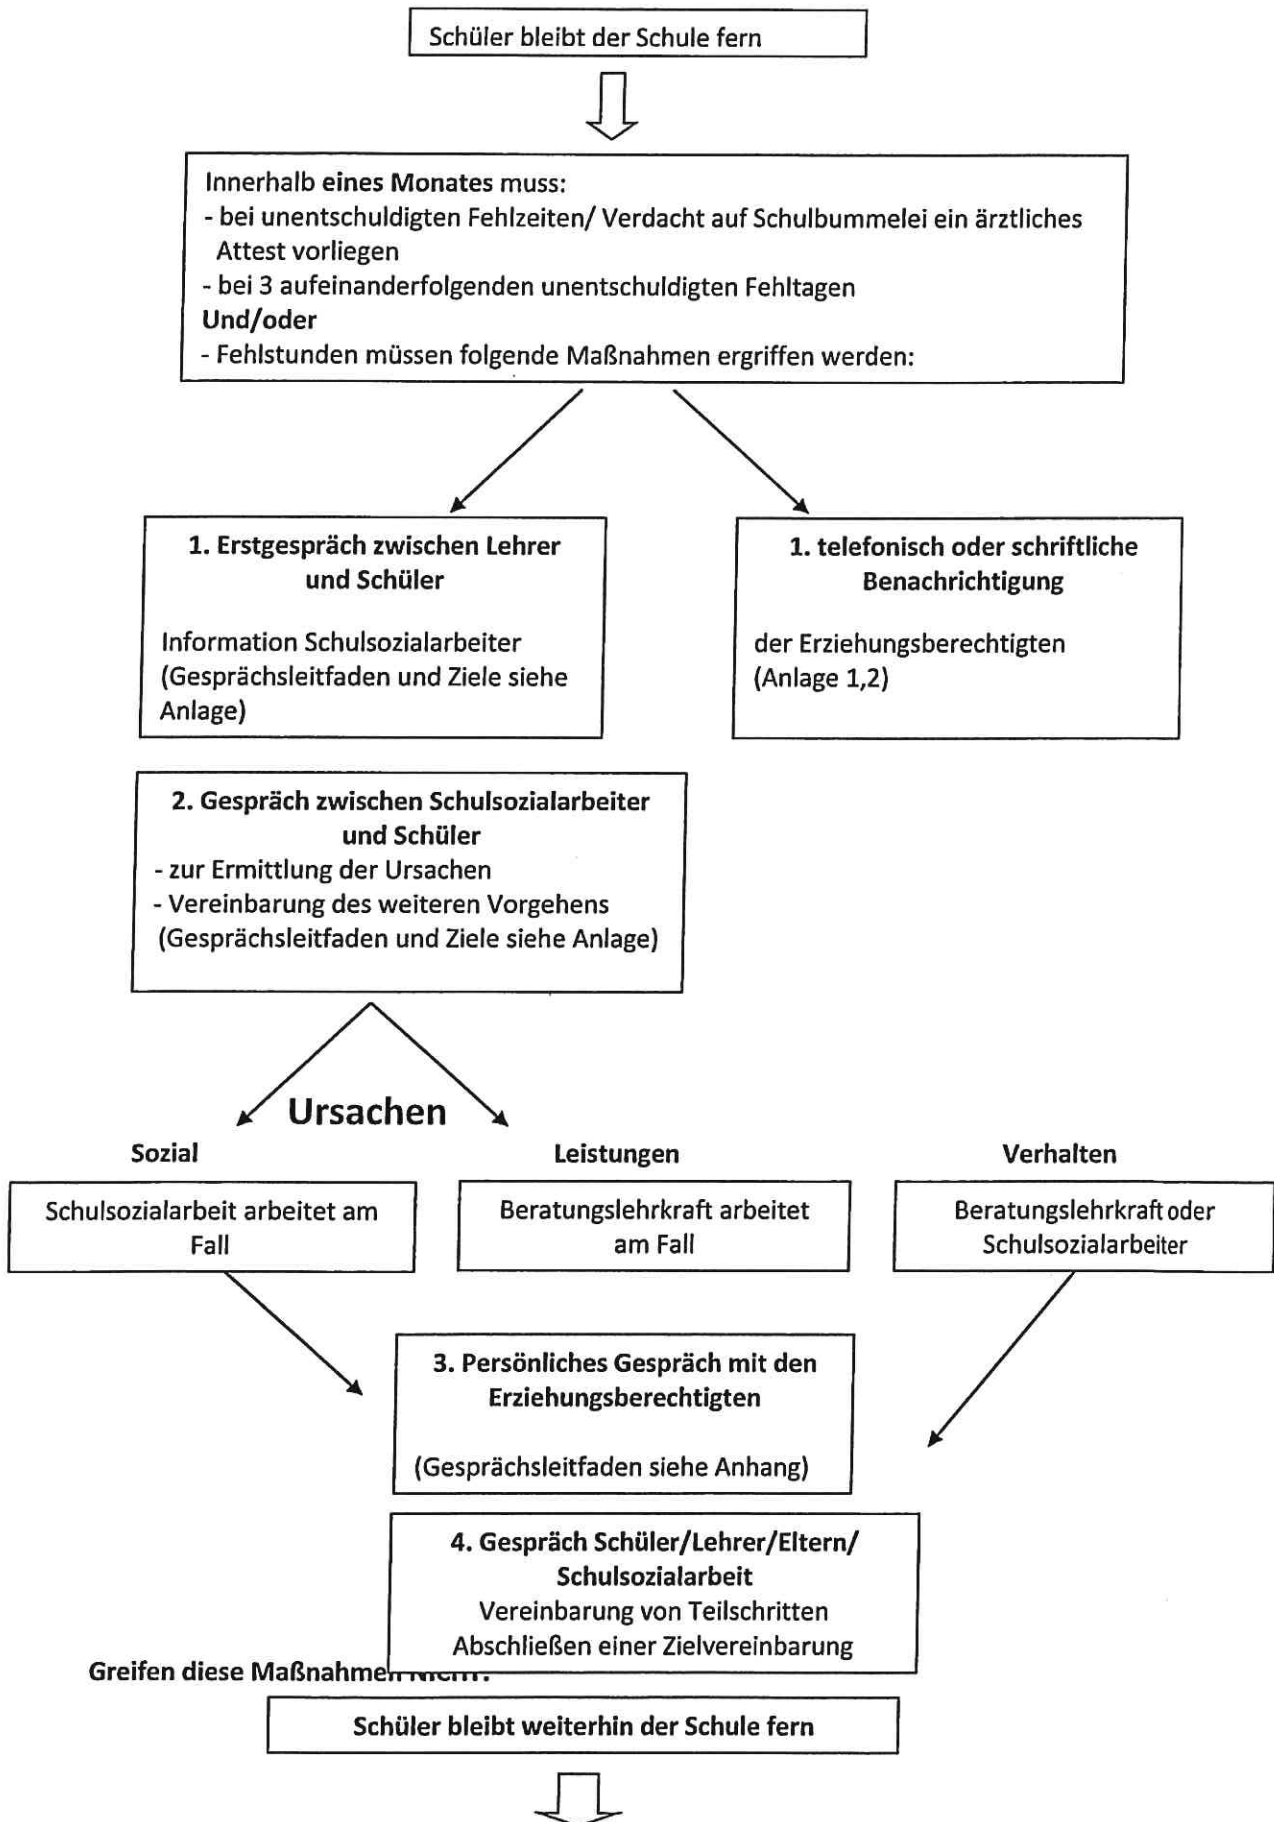 Schüler bleibt der Schule fern
Innerhalb eines Monates muss:
- bei unentschuldigten Fehlzeiten/ Verdacht auf Schulbummelei ein ärztliches
Attest vorliegen
- bei 3 aufeinanderfolgenden unentschuldigten Fehltagen
Und/oder
- Fehlstunden müssen folgende Maßnahmen ergriffen werden:
1. Erstgespräch zwischen Lehrer
und Schüler
Information Schulsozialarbeiter
(Gesprächsleitfaden und Ziele siehe
Anlage)
1. telefonisch oder schriftliche
Benachrichtigung
der Erziehungsberechtigten
(Anlage 1,2)
2. Gespräch zwischen Schulsozialarbeiter
und Schüler
- zur Ermittlung der Ursachen
- Vereinbarung des weiteren Vorgehens
(Gesprächsleitfaden und Ziele siehe Anlage)
Ursachen
Sozial
Schulsozialarbeit arbeitet am
Fall
Leistungen
Beratungslehrkraft arbeitet
am Fall
Verhalten
Beratungslehrkraft oder
Schulsozialarbeiter
3. Persönliches Gespräch mit den
Erziehungsberechtigten
(Gesprächsleitfaden siehe Anhang)
4. Gespräch Schüler/Lehrer/Eltern/
Schulsozialarbeit
Vereinbarung von Teilschritten
Abschließen einer Zielvereinbarung
Greifen diese Maßnahmen
Schüler bleibt weiterhin der Schule fern